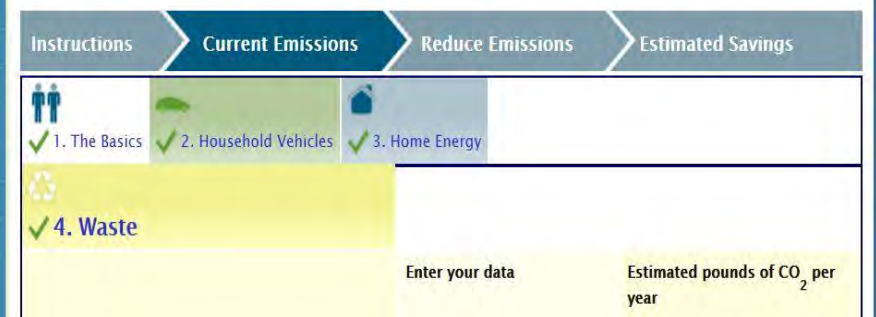 Instructions Current Emissions Reduce Emissions Estimated Savings
1. The Basics 2. Household Vehicles 3. Home Energy
4. Waste
Enter your data Estimated pounds of CO2 per
year